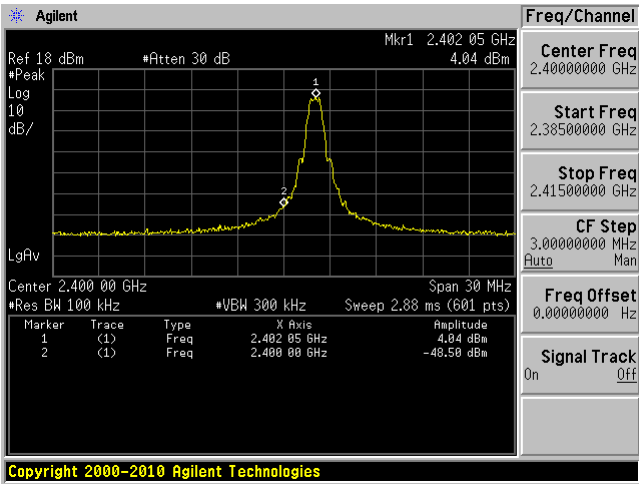 Agilent
Freq/Channel
Mkr1 2.402 05 GHz
Ref 18 dBm #Atten 30 dB 4.04 dBm
#Peak
Log
10
dB/
1
2
LgAv
Center 2.400 00 GHz Span 30 MHz
#Res BW 100 kHz #VBW 300 kHz Sweep 2.88 ms (601 pts)
Marker Trace Type X Axis Amplitude
1 (1) Freq 2.402 05 GHz 4.04 dBm
2 (1) Freq 2.400 00 GHz -48.50 dBm
Center Freq
2.40000000 GHz
Start Freq
2.38500000 GHz
Stop Freq
2.41500000 GHz
CF Step
3.00000000 MHz
Auto Man
Freq Offset
0.00000000 Hz
Signal Track
On Off
Copyright 2000-2010 Agilent Technologies